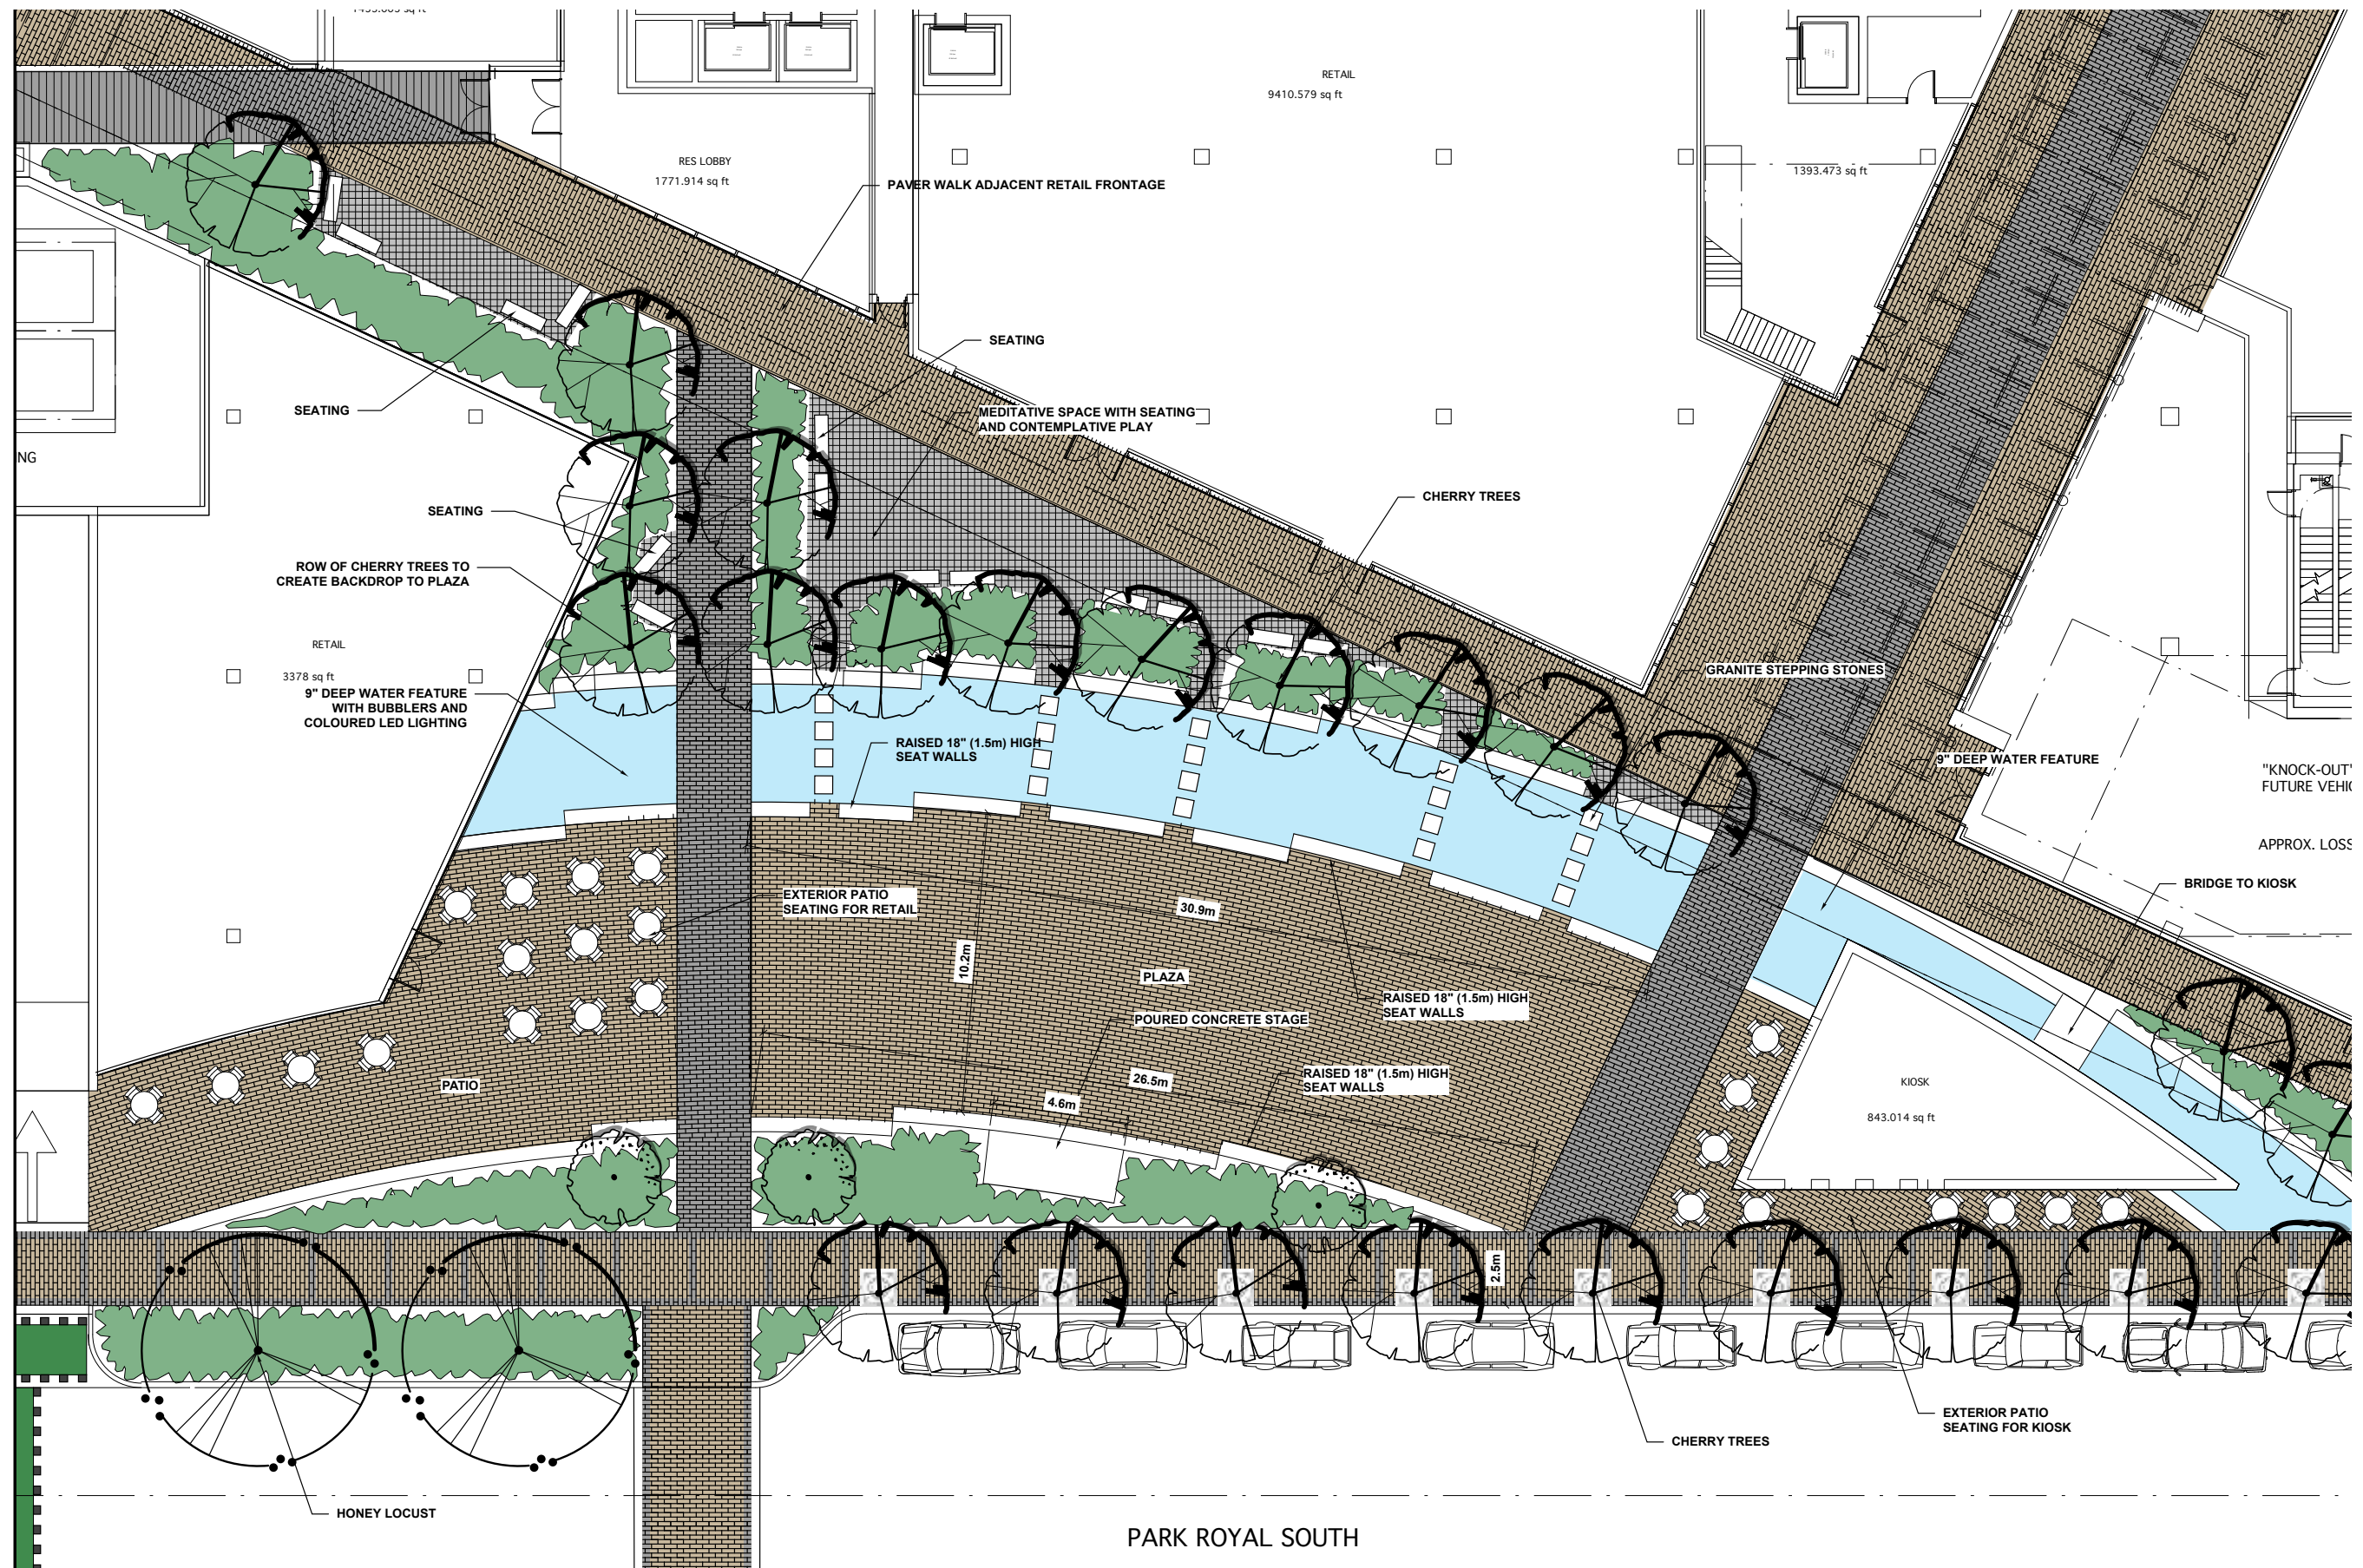 RETAIL
9410.579 sq ft
RES LOBBY
1771.914 sq ft
PAVER WALK ADJACENT RETAIL FRONTAGE
1393.473 sq ft
SEATING
SEATING
MEDITATIVE SPACE WITH SEATING
AND CONTEMPLATIVE PLAY
NG
CHERRY TREES
SEATING
ROW OF CHERRY TREES TO
CREATE BACKDROP TO PLAZA
RETAIL
3378 sq ft
GRANITE STEPPING STONES
9" DEEP WATER FEATURE
WITH BUBBLERS AND
COLOURED LED LIGHTING
RAISED 18" (1.5m) HIGH
SEAT WALLS
9" DEEP WATER FEATURE
"KNOCK-OUT"
FUTURE VEHIC
APPROX. LOSS
BRIDGE TO KIOSK
EXTERIOR PATIO
SEATING FOR RETAIL
30.9m
10.2m
PLAZA
RAISED 18" (1.5m) HIGH
SEAT WALLS
POURED CONCRETE STAGE
RAISED 18" (1.5m) HIGH
SEAT WALLS
26.5m
4.6m
PATIO
KIOSK
843.014 sq ft
2.5m
EXTERIOR PATIO
SEATING FOR KIOSK
CHERRY TREES
HONEY LOCUST
PARK ROYAL SOUTH